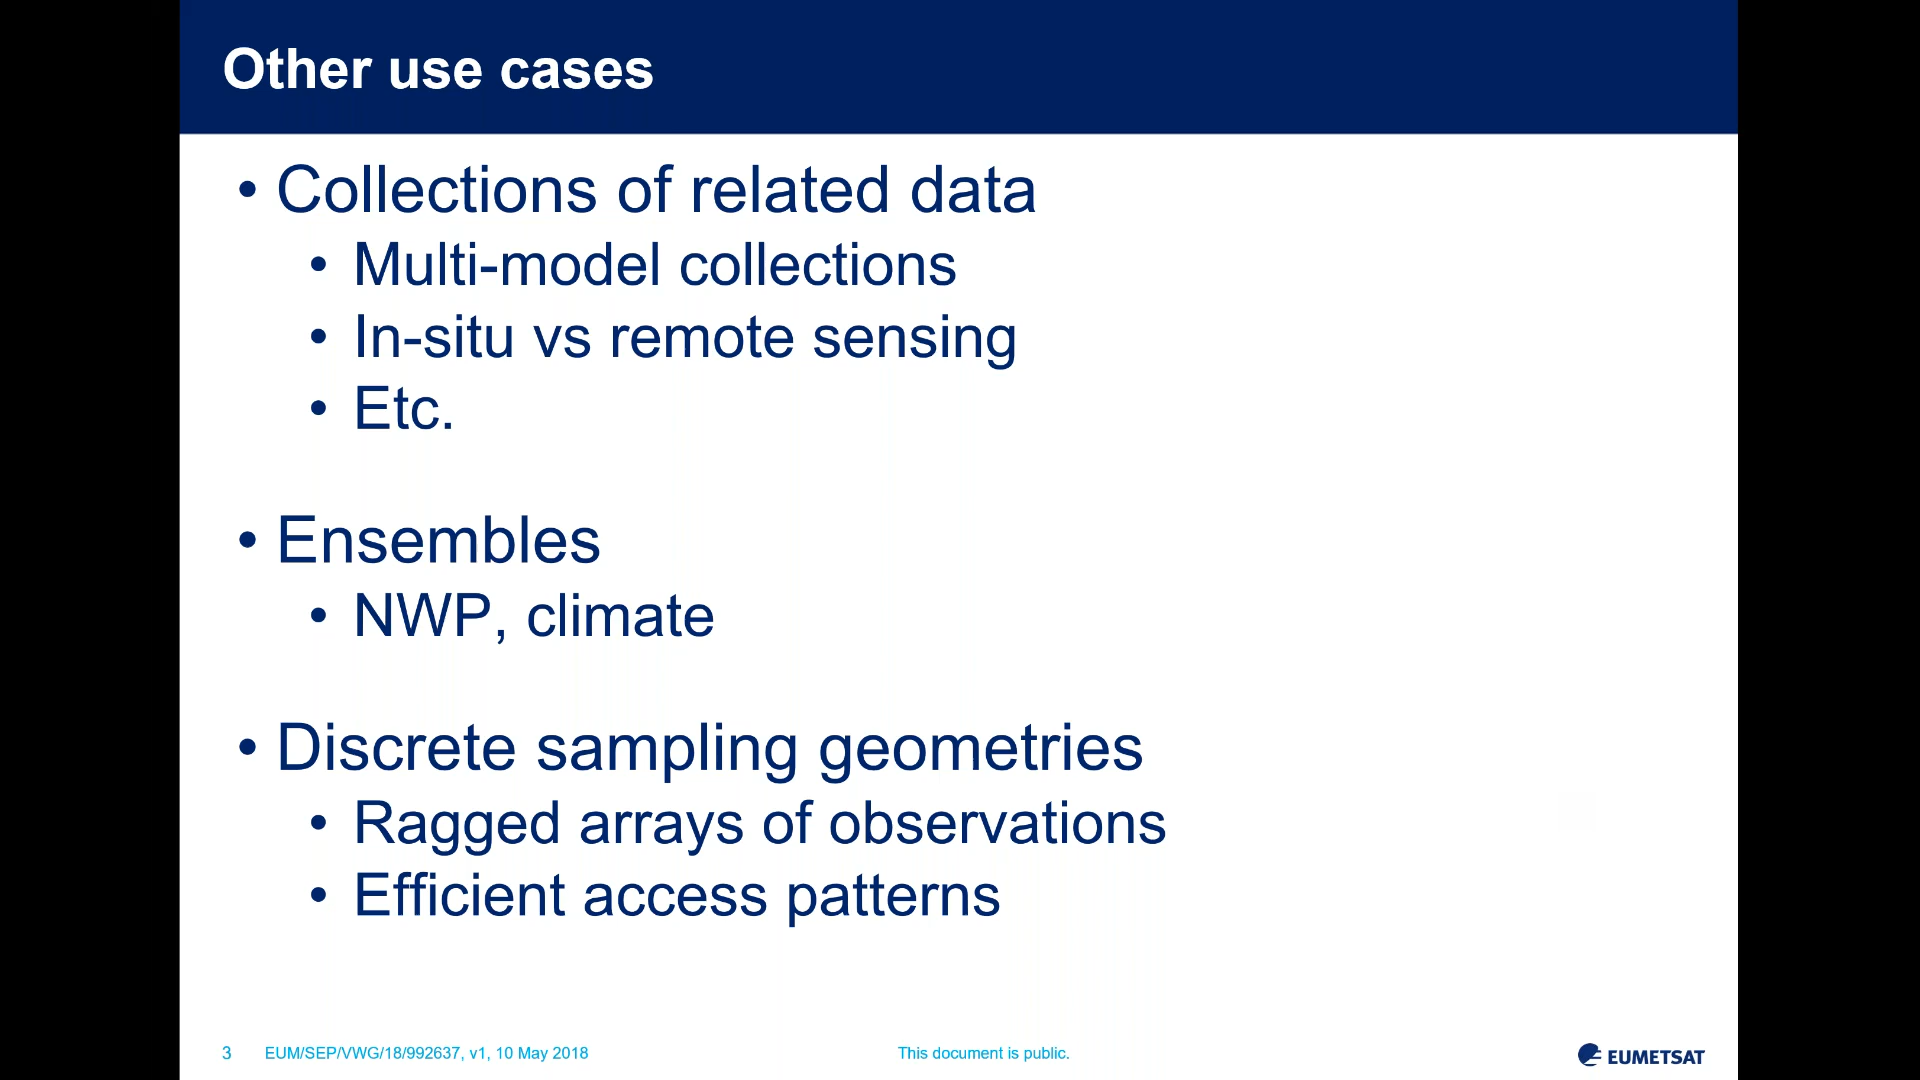 Other use cases
• Collections of related data
• Multi-model collections
• In-situ vs remote sensing
• Etc.
• Ensembles
• NWP, climate
• Discrete sampling geometries
• Ragged arrays of observations
• Efficient access patterns
3 EUM/SEP/VWG/18/992637, v1, 10 May 2018 This document is public. EUMETSAT